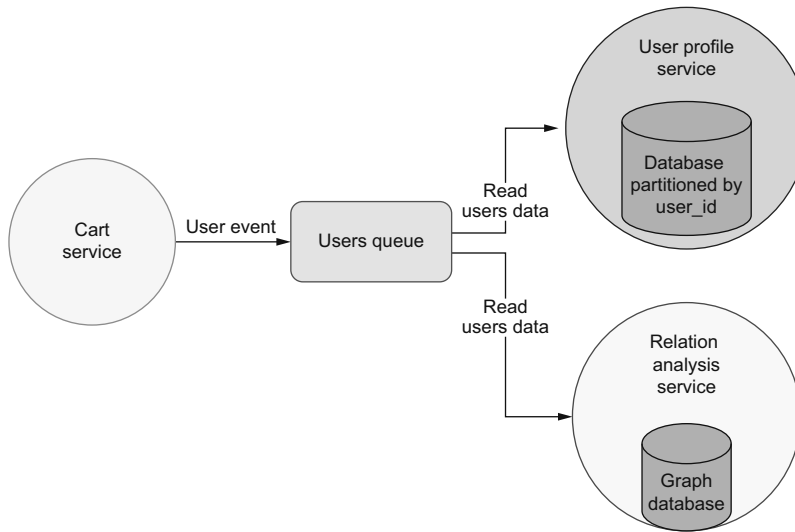 User profile
service
Database
partitioned by
user_id
Read
users data
Cart
service
User event
Users queue
Read
users data
Relation
analysis
service
Graph
database